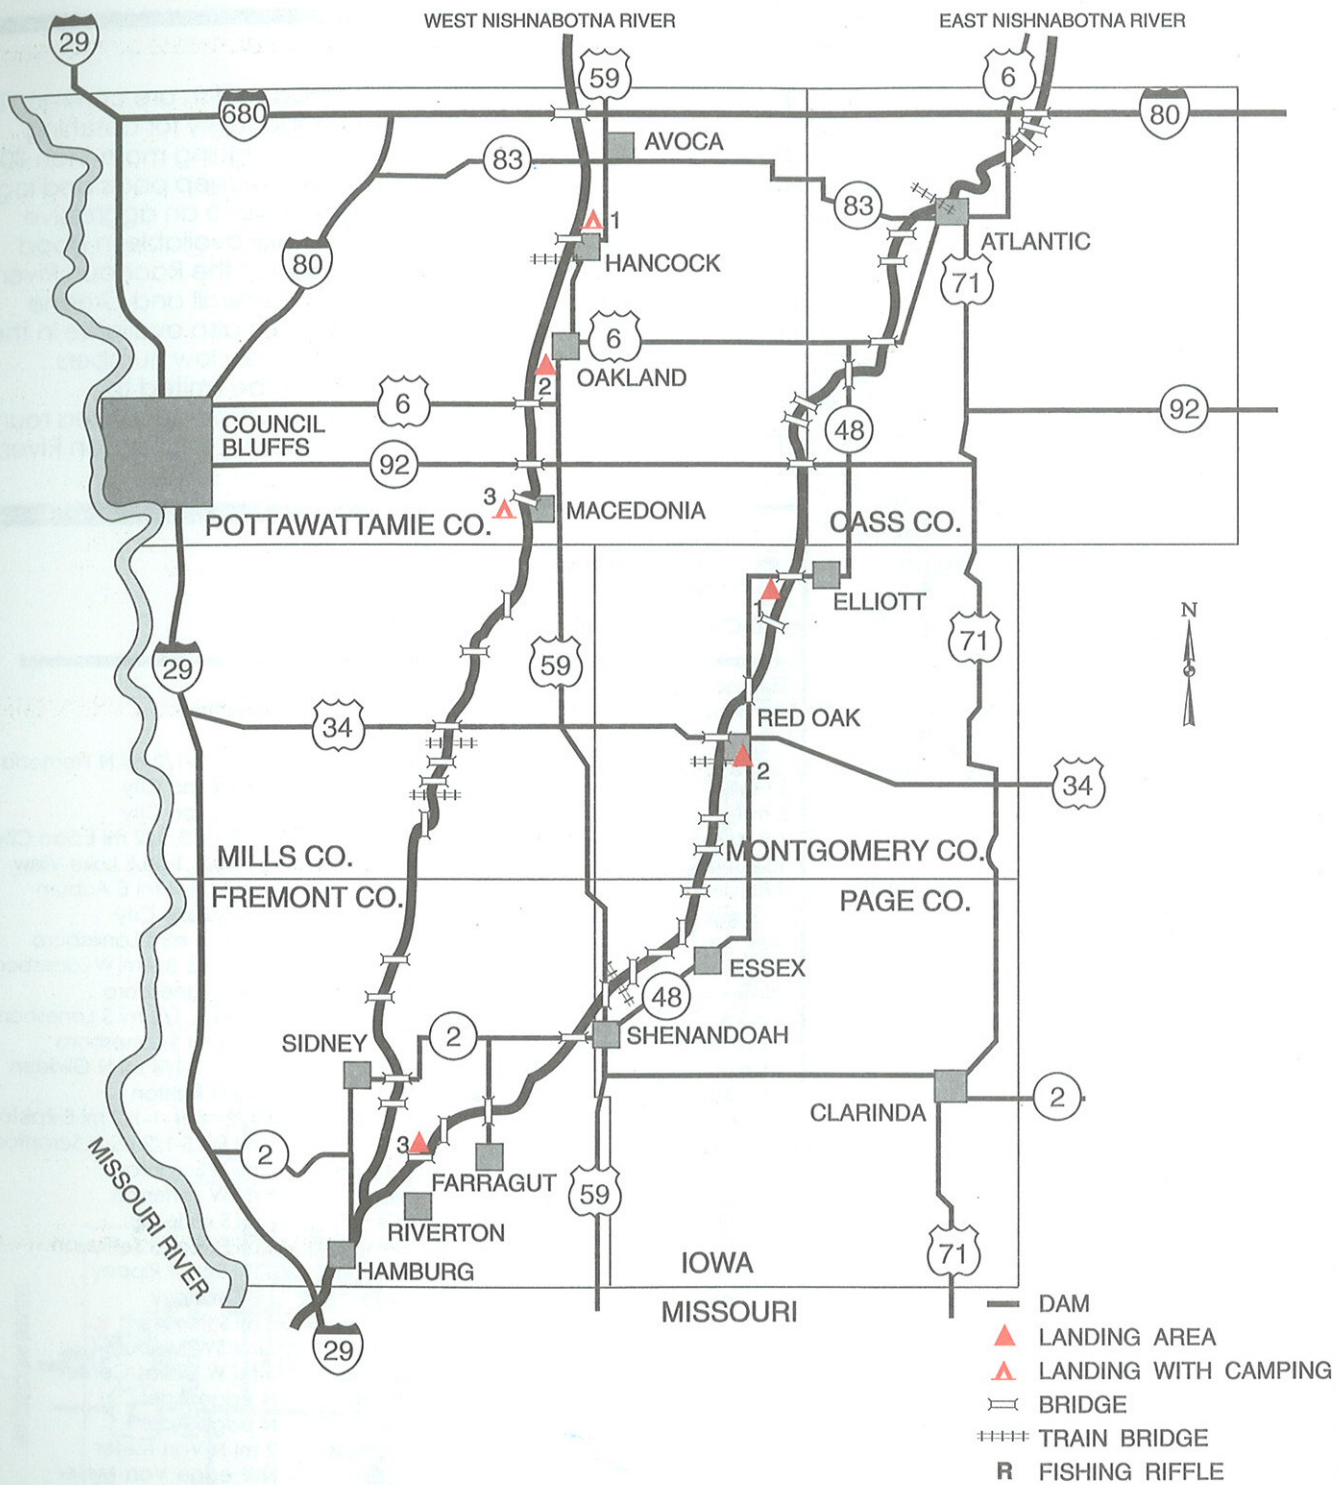 WEST NISHNABOTNA RIVER
EAST NISHNABOTNA RIVER
29
59
6
680
80
AVOCA
83
83
1
80
HANCOCK
ATLANTIC
71
6
OAKLAND
2
6
COUNCIL
BLUFFS
48
92
92
3
MACEDONIA
POTTAWATTAMIE CO.
CASS CO.
1
ELLIOTT
N
29
59
71
34
RED OAK
2
34
MILLS CO.
MONTGOMERY CO.
FREMONT CO.
PAGE CO.
ESSEX
48
SIDNEY
2
SHENANDOAH
CLARINDA
2
MISSOURI RIVER
2
3
FARRAGUT
59
RIVERTON
71
HAMBURG
IOWA
MISSOURI
29
DAM
LANDING AREA
LANDING WITH CAMPING
BRIDGE
TRAIN BRIDGE
R FISHING RIFFLE